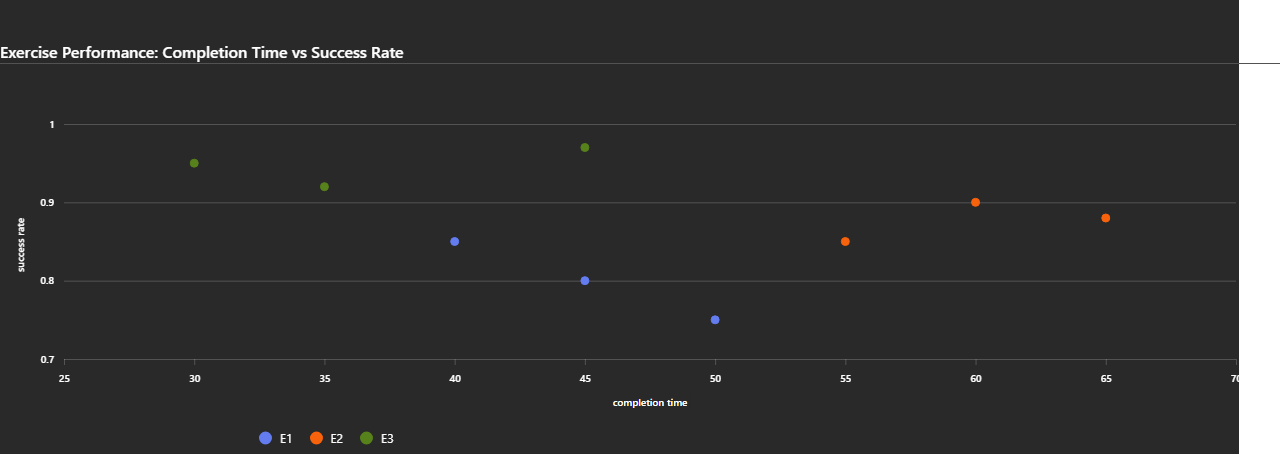 Exercise Performance: Completion Time vs Success Rate
1
0.9
0.8
0.7
success rate
25 30 35 40 45 50 55 60 65 70
completion time
E1 E2 E3